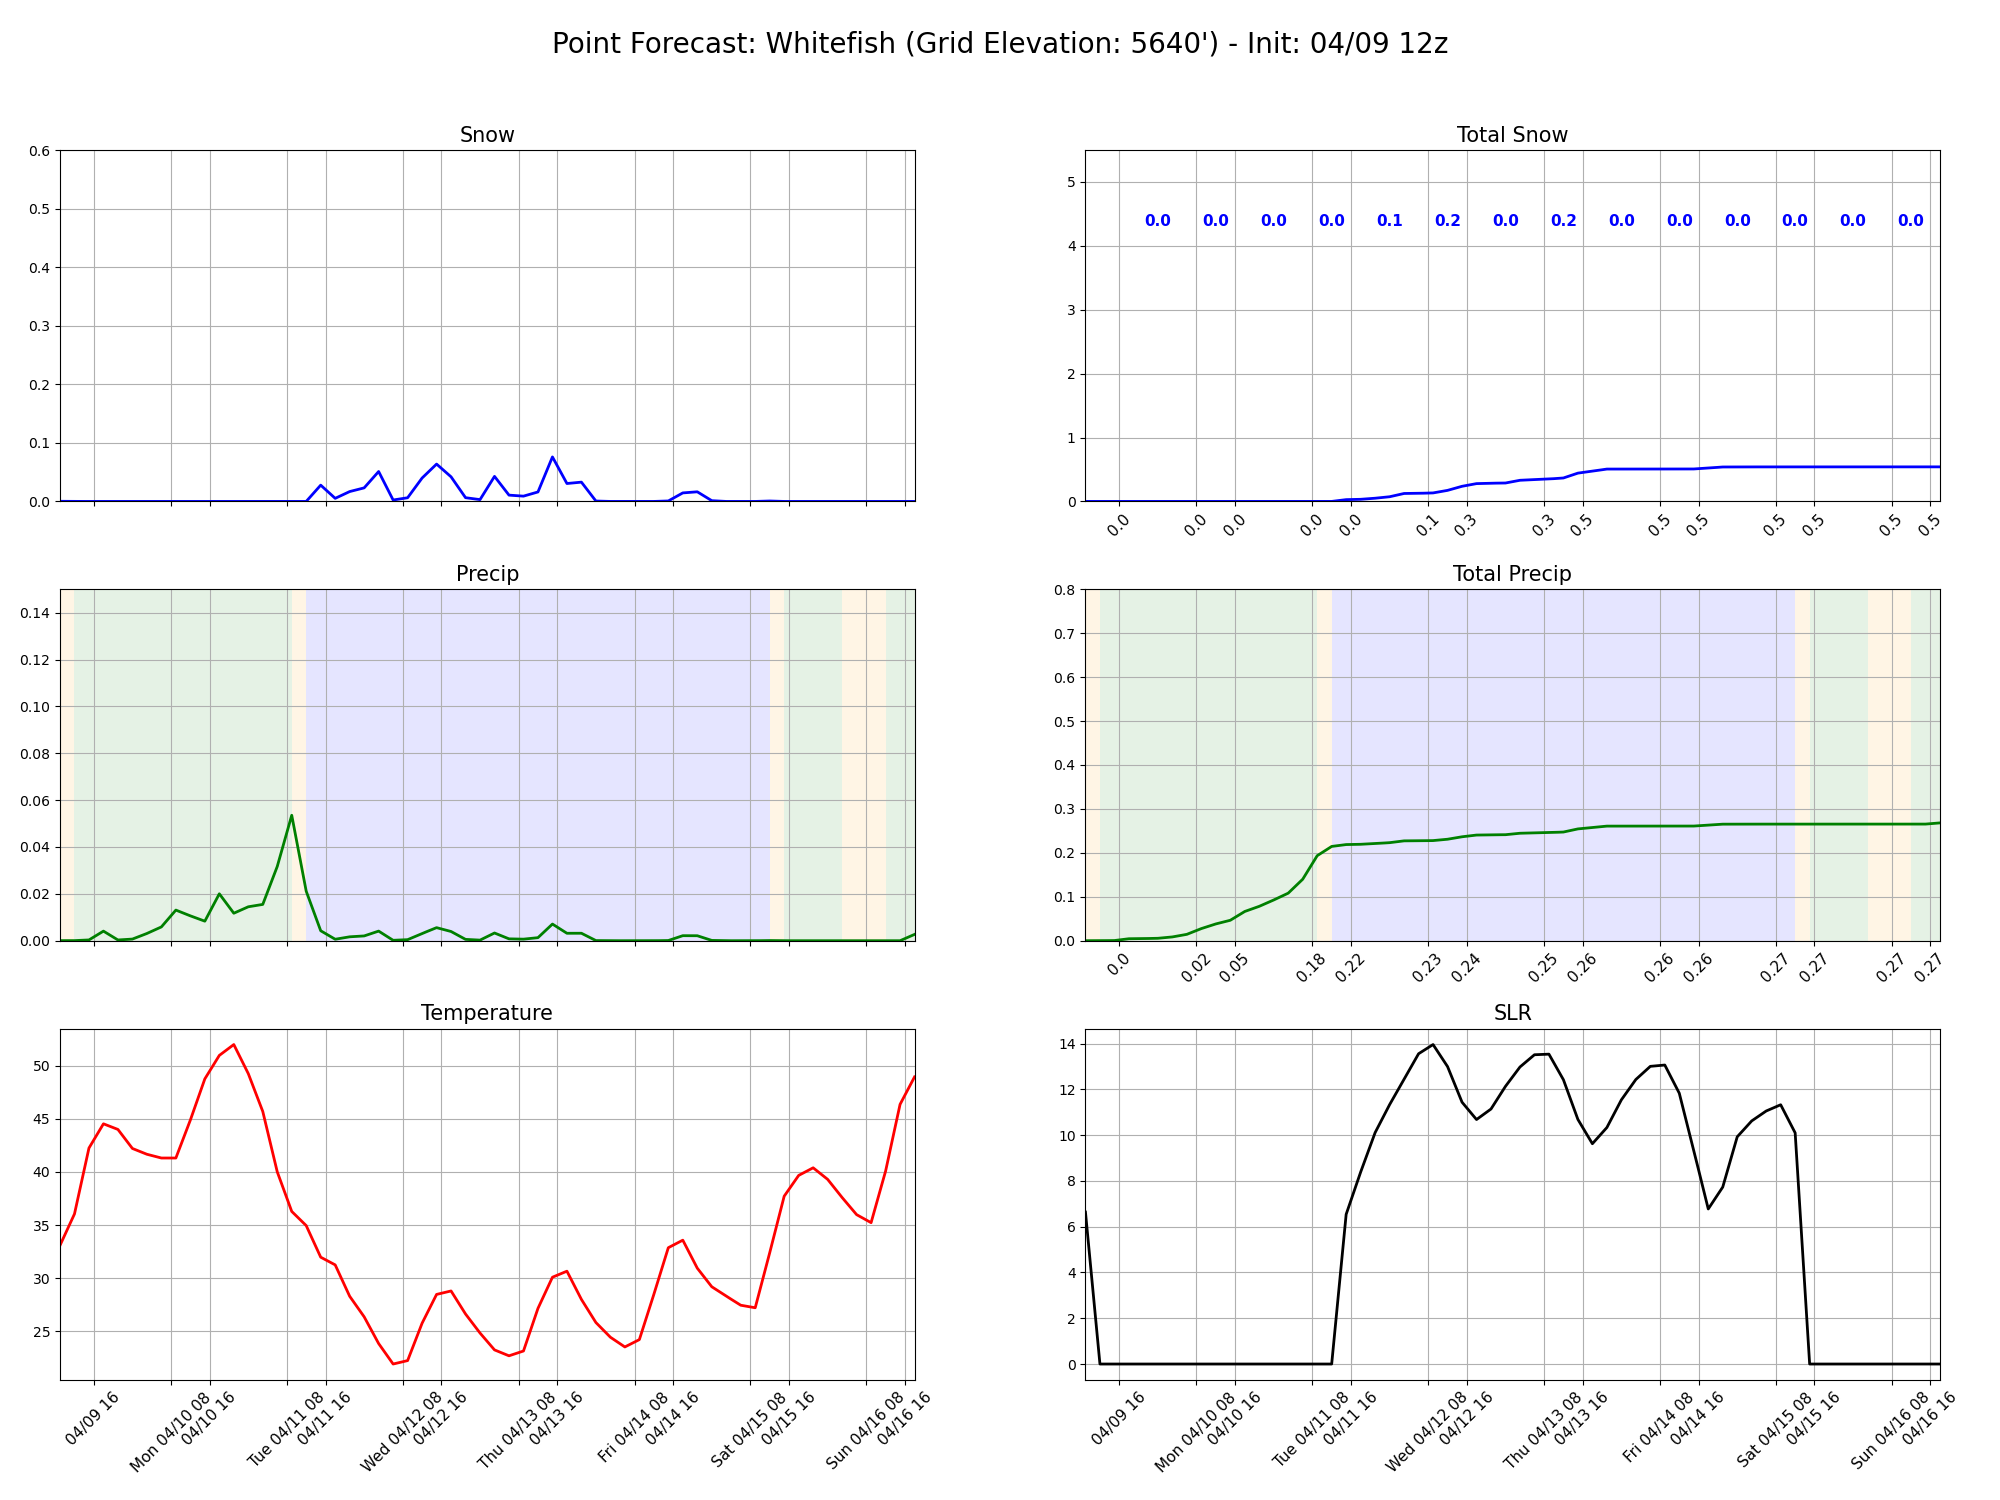 Point Forecast: Whitefish (Grid Elevation: 5640') - Init: 04/09 12z
Snow
0.6
0.5
0.4
0.3
0.2
0.1
0.0
Total Snow
5
4
3
2
1
0
0.0 0.0 0.0 0.0 0.1 0.2 0.0 0.2 0.0 0.0 0.0 0.0 0.0 0.0
0.0 0.0 0.0 0.0 0.0 0.1 0.3 0.3 0.5 0.5 0.5 0.5 0.5 0.5 0.5
Precip
0.14
0.12
0.10
0.08
0.06
0.04
0.02
0.00
Total Precip
0.8
0.7
0.6
0.5
0.4
0.3
0.2
0.1
0.0
0.0 0.02 0.05 0.18 0.22 0.23 0.24 0.25 0.26 0.26 0.26 0.27 0.27 0.27 0.27
Temperature
50
45
40
35
30
25
04/09 16
Mon 04/10 08
04/10 16
Tue 04/11 08
04/11 16
Wed 04/12 08
04/12 16
Thu 04/13 08
04/13 16
Fri 04/14 08
04/14 16
Sat 04/15 08
04/15 16
Sun 04/16 08
04/16 16
SLR
14
12
10
8
6
4
2
0
04/09 16
Mon 04/10 08
04/10 16
Tue 04/11 08
04/11 16
Wed 04/12 08
04/12 16
Thu 04/13 08
04/13 16
Fri 04/14 08
04/14 16
Sat 04/15 08
04/15 16
Sun 04/16 08
04/16 16